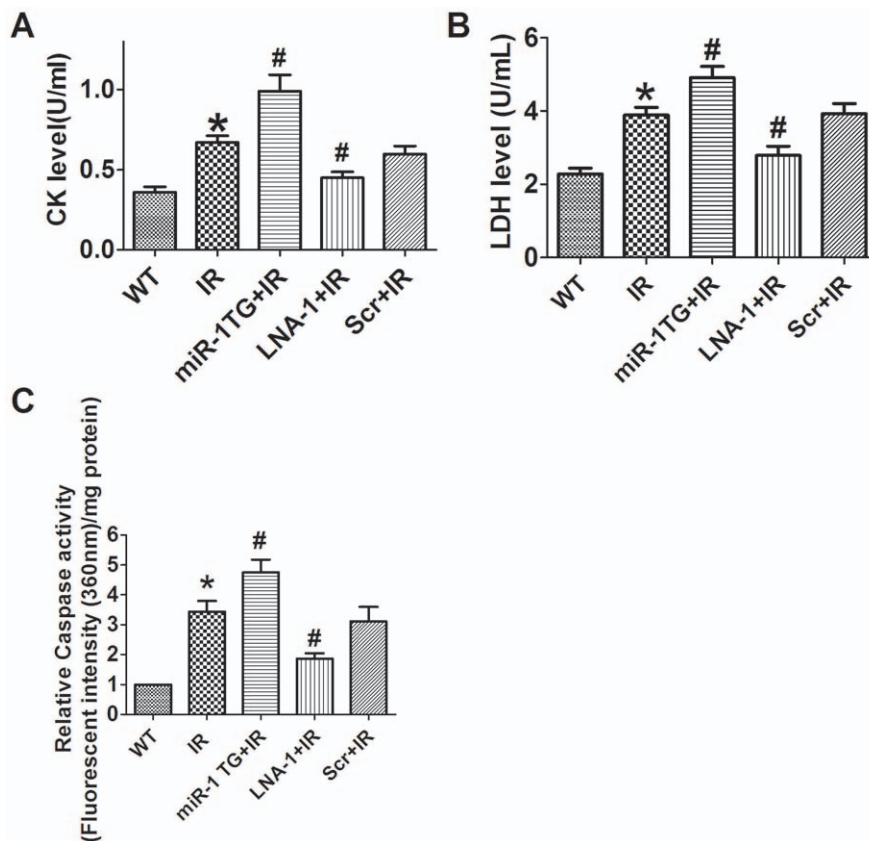 A
CK level(U/ml)
1.0
0.5
0.0
*
#
#
WT
IR
miR-1TG+IR
LNA-1+IR
Scr+IR
B
LDH level (U/mL)
6
4
2
0
*
#
#
WT
IR
miR-1TG+IR
LNA-1+IR
Scr+IR
C
Relative Caspase activity
(Fluorescent intensity (360nm)/mg protein)
6
5
4
3
2
1
0
*
#
#
WT
IR
miR-1 TG+IR
LNA-1+IR
Scr+IR